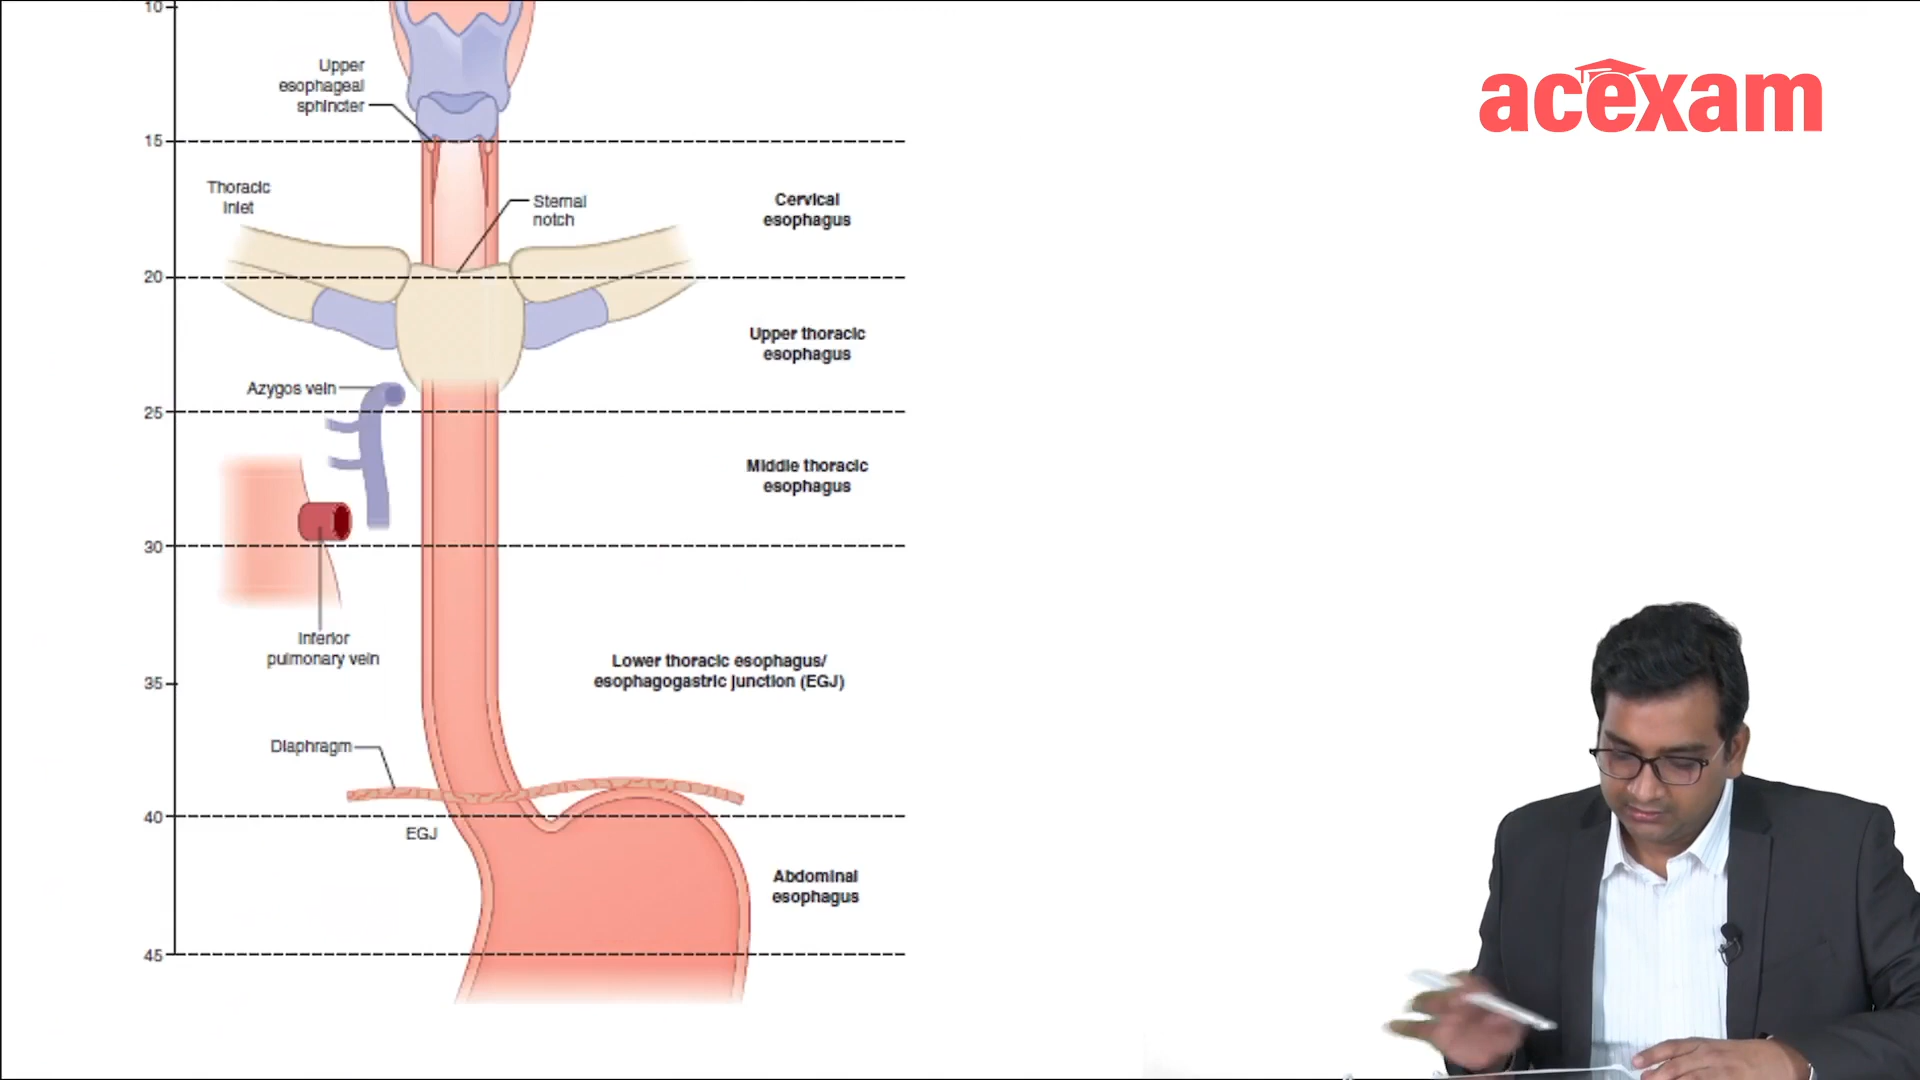 10
acexam
Upper
esophageal
sphincter
15
Thoracic
inlet
Sternal
notch
Cervical
esophagus
20
Upper thoracic
esophagus
Azygos vein
25
Middle thoracic
esophagus
30
Inferior
pulmonary vein
Lower thoracic esophagus/
esophagogastric junction (EGJ)
35
Diaphragm
40
EGJ
Abdominal
esophagus
45